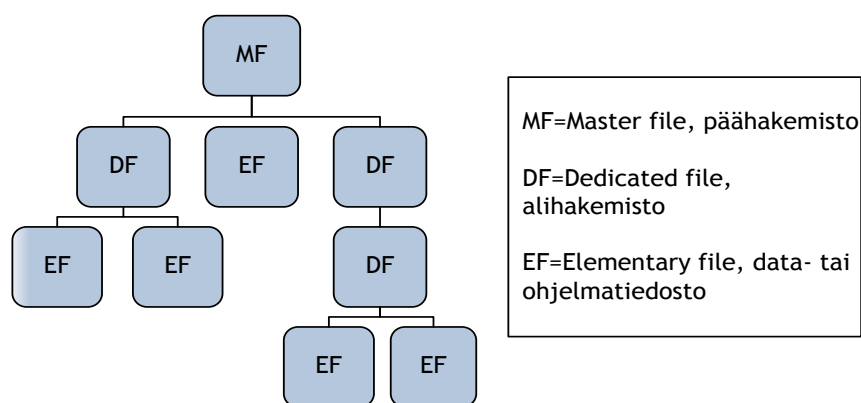 MF
DF
EF
DF
EF
EF
DF
EF
EF
MF=Master file, päähakemisto
DF=Dedicated file,
alihakemisto
EF=Elementary file, data- tai
ohjelmatiedosto